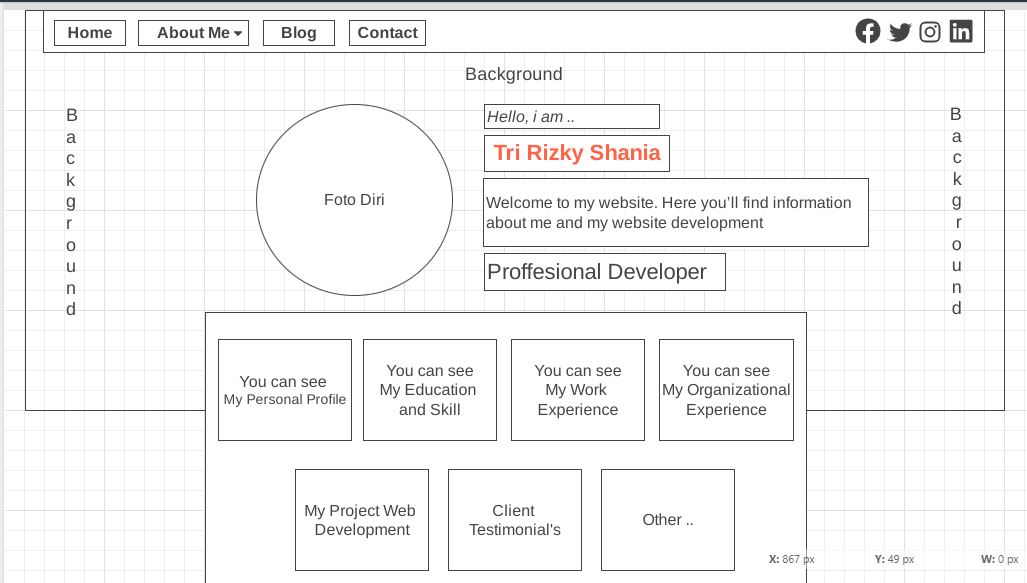 Home
About Me
Blog
Contact
Background
Background
Background
Foto Diri
Hello, i am ..
Tri Rizky Shania
Welcome to my website. Here you'll find information
about me and my website development
Proffesional Developer
You can see
My Personal Profile
You can see
My Education
and Skill
You can see
My Work
Experience
You can see
My Organizational
Experience
My Project Web
Development
Client
Testimonial's
Other ..
X: 867 px
Y: 49 px
W: 0 px